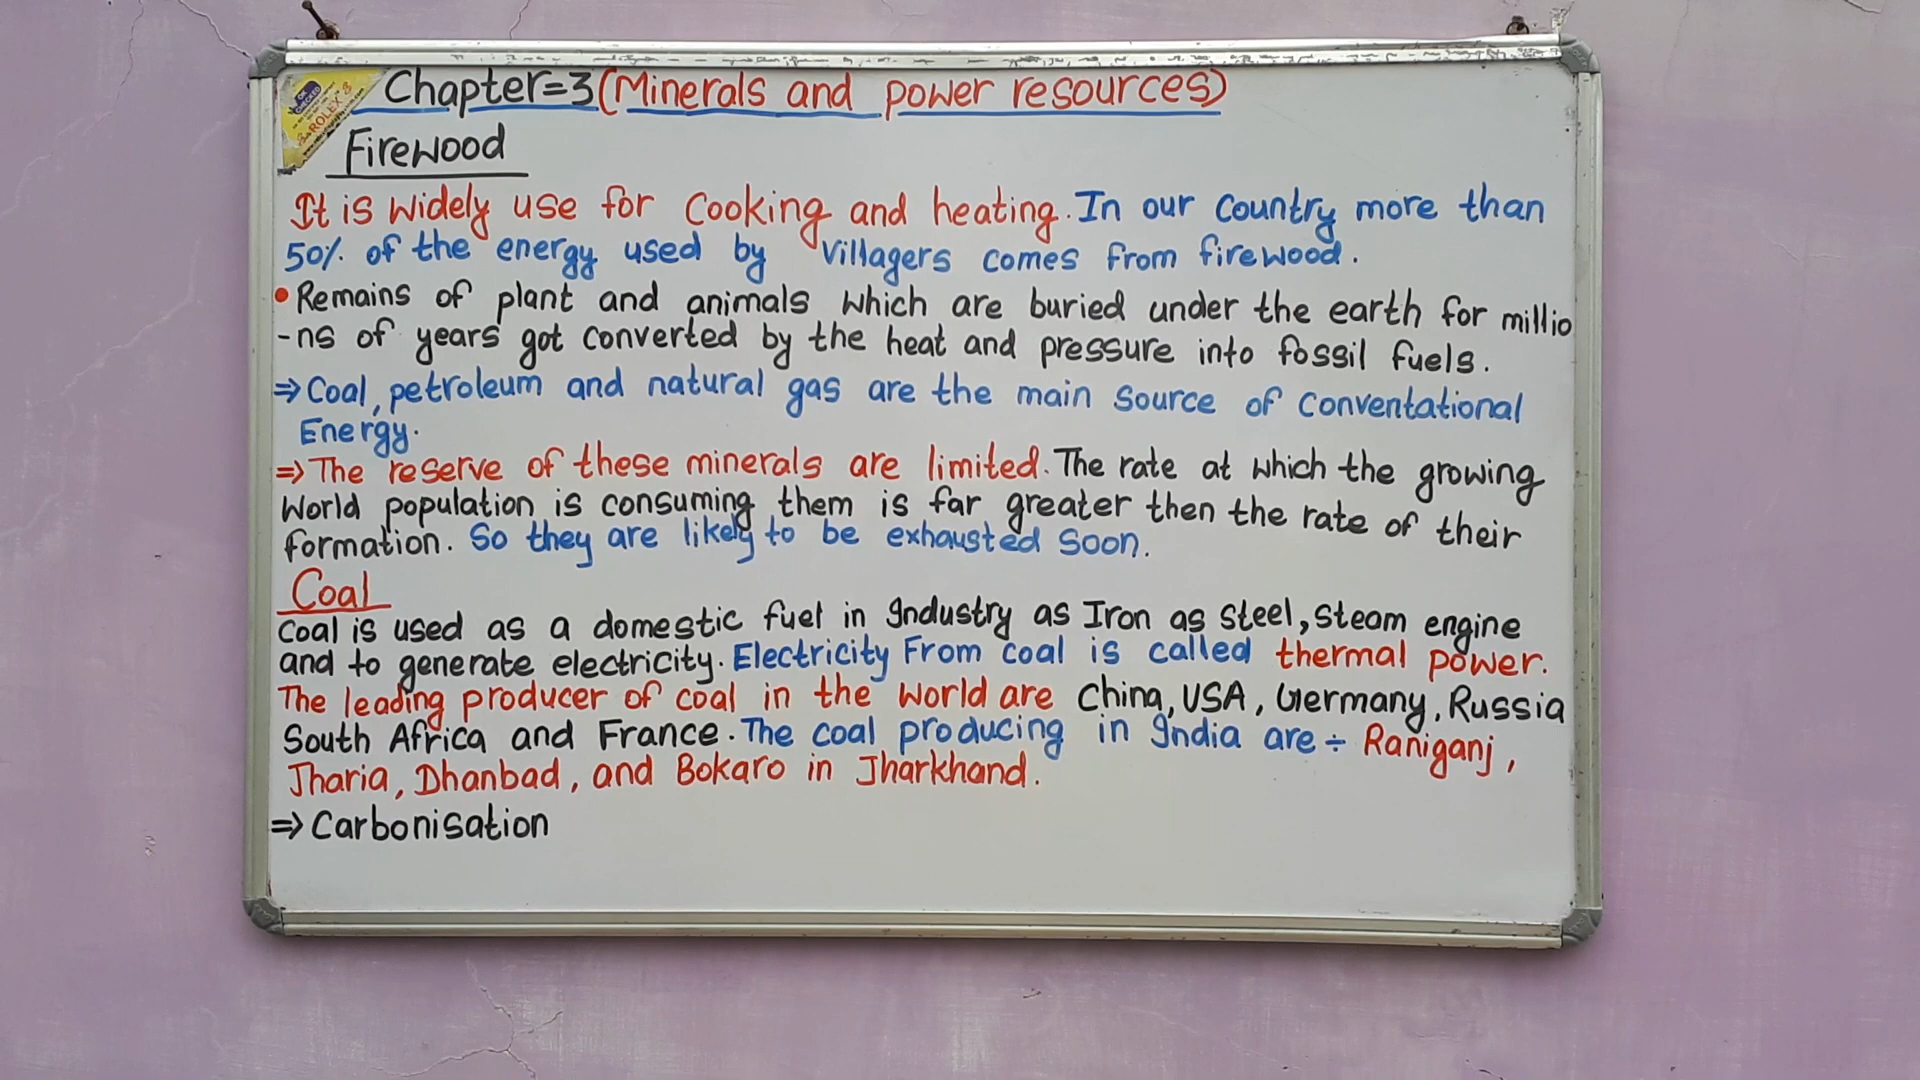 Chapter=3(Minerals and power resources)
Firewood
It is widely use for Cooking and heating. In our Country more than
50% of the energy used by Villagers comes from firewood.
•Remains of plant and animals which are buried under the earth for millio
-ns of years got converted by the heat and pressure into fossil fuels.
⇒Coal, petroleum and natural gas are the main Source of Conventational
Energy.
⇒The reserve of these minerals are limited. The rate at which the growing
World population is consuming them is far greater then the rate of their
formation. So they are likely to be exhausted Soon.
Coal
Coal is used as a domestic fuel in Industry as Iron as Steel, Steam engine
and to generate electricity. Electricity From coal is called thermal power.
The leading producer of coal in the World are China, USA, Germany, Russia
South Africa and France. The coal producing in India are ÷ Raniganj,
Jharia, Dhanbad, and Bokaro in Jharkhand.
⇒Carbonisation
ROLEX